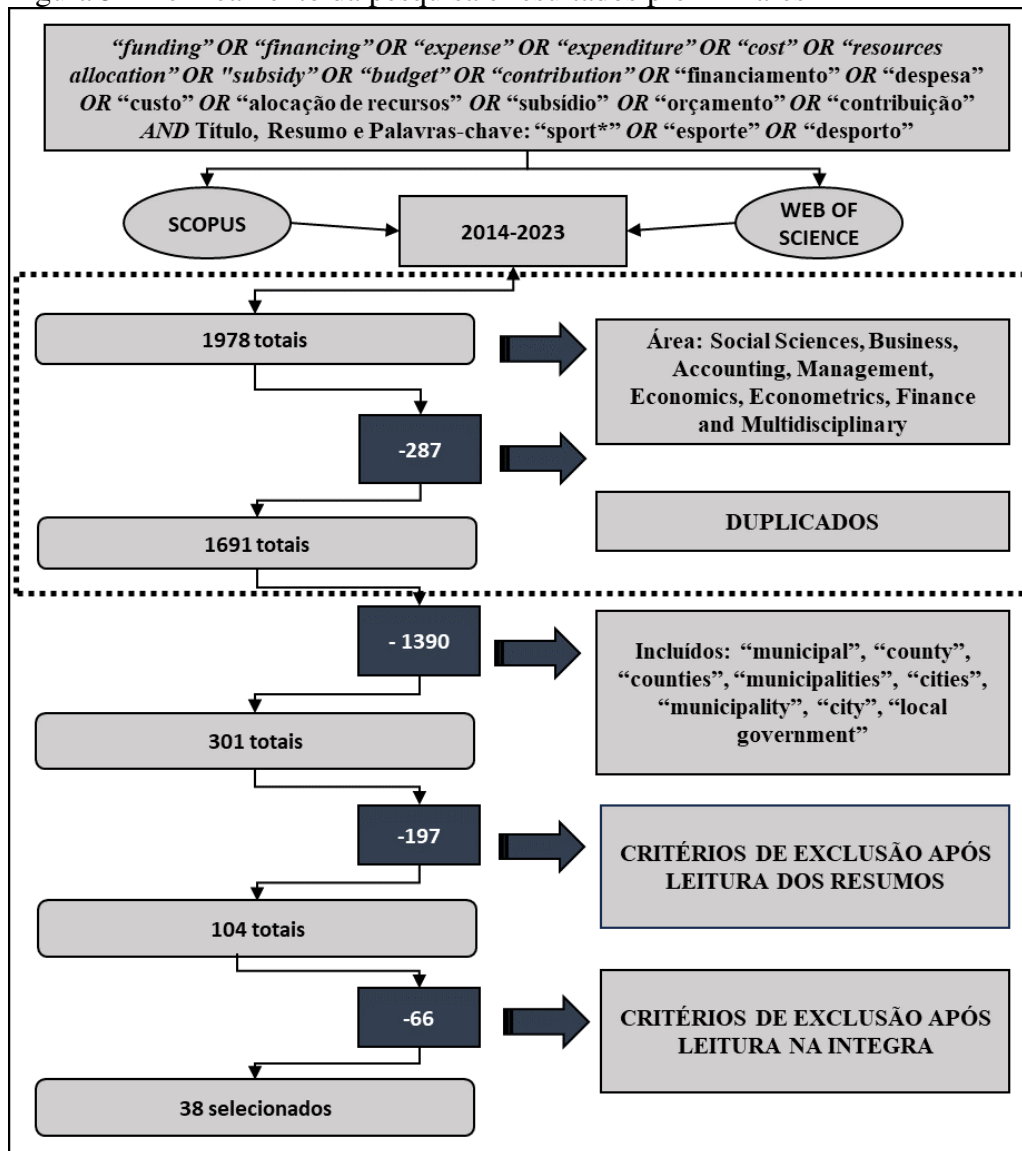 “funding” OR “financing” OR “expense” OR “expenditure” OR “cost” OR “resources
allocation” OR "subsidy” OR “budget” OR “contribution” OR “financiamento” OR “despesa”
OR “custo” OR “alocação de recursos” OR “subsídio” OR “orçamento” OR “contribuição”
AND Título, Resumo e Palavras-chave: “sport*” OR “esporte” OR “desporto”
SCOPUS
2014-2023
WEB OF
SCIENCE
1978 totais
Área: Social Sciences, Business,
Accounting, Management,
Economics, Econometrics, Finance
and Multidisciplinary
-287
DUPLICADOS
1691 totais
- 1390
Incluídos: “municipal”, “county”,
“counties”, “municipalities”, “cities”,
“municipality”, “city”, “local
government”
301 totais
-197
CRITÉRIOS DE EXCLUSÃO APÓS
LEITURA DOS RESUMOS
104 totais
-66
CRITÉRIOS DE EXCLUSÃO APÓS
LEITURA NA INTEGRA
38 selecionados